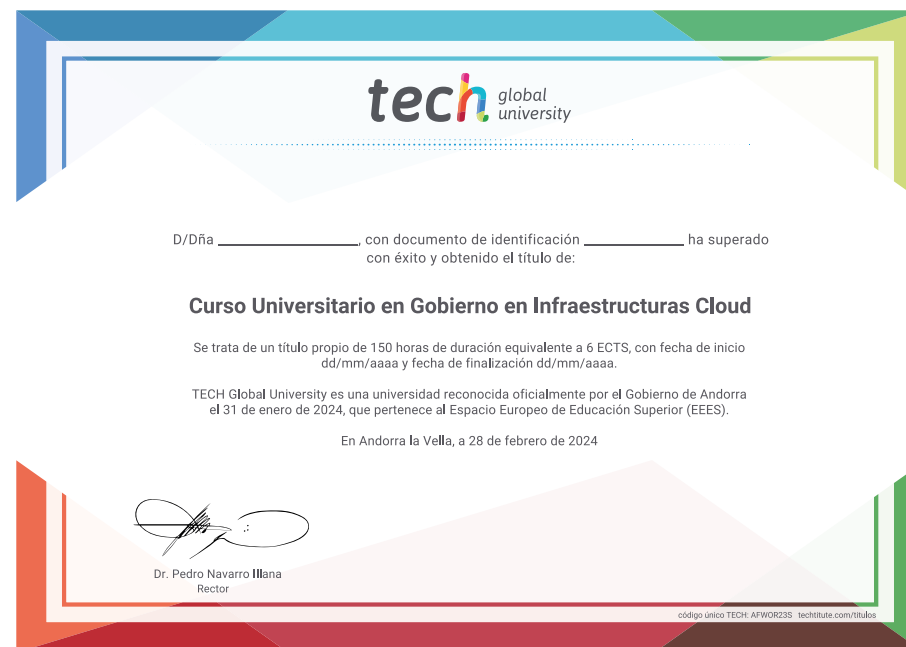 tech global university
D/Dña ____________________, con documento de identificación ______________ ha superado
con éxito y obtenido el título de:
Curso Universitario en Gobierno en Infraestructuras Cloud
Se trata de un título propio de 150 horas de duración equivalente a 6 ECTS, con fecha de inicio
dd/mm/aaaa y fecha de finalización dd/mm/aaaa.
TECH Global University es una universidad reconocida oficialmente por el Gobierno de Andorra
el 31 de enero de 2024, que pertenece al Espacio Europeo de Educación Superior (EEES).
En Andorra la Vella, a 28 de febrero de 2024
Dr. Pedro Navarro Illana
Rector
código único TECH: AFWOR23S techtitute.com/titulos